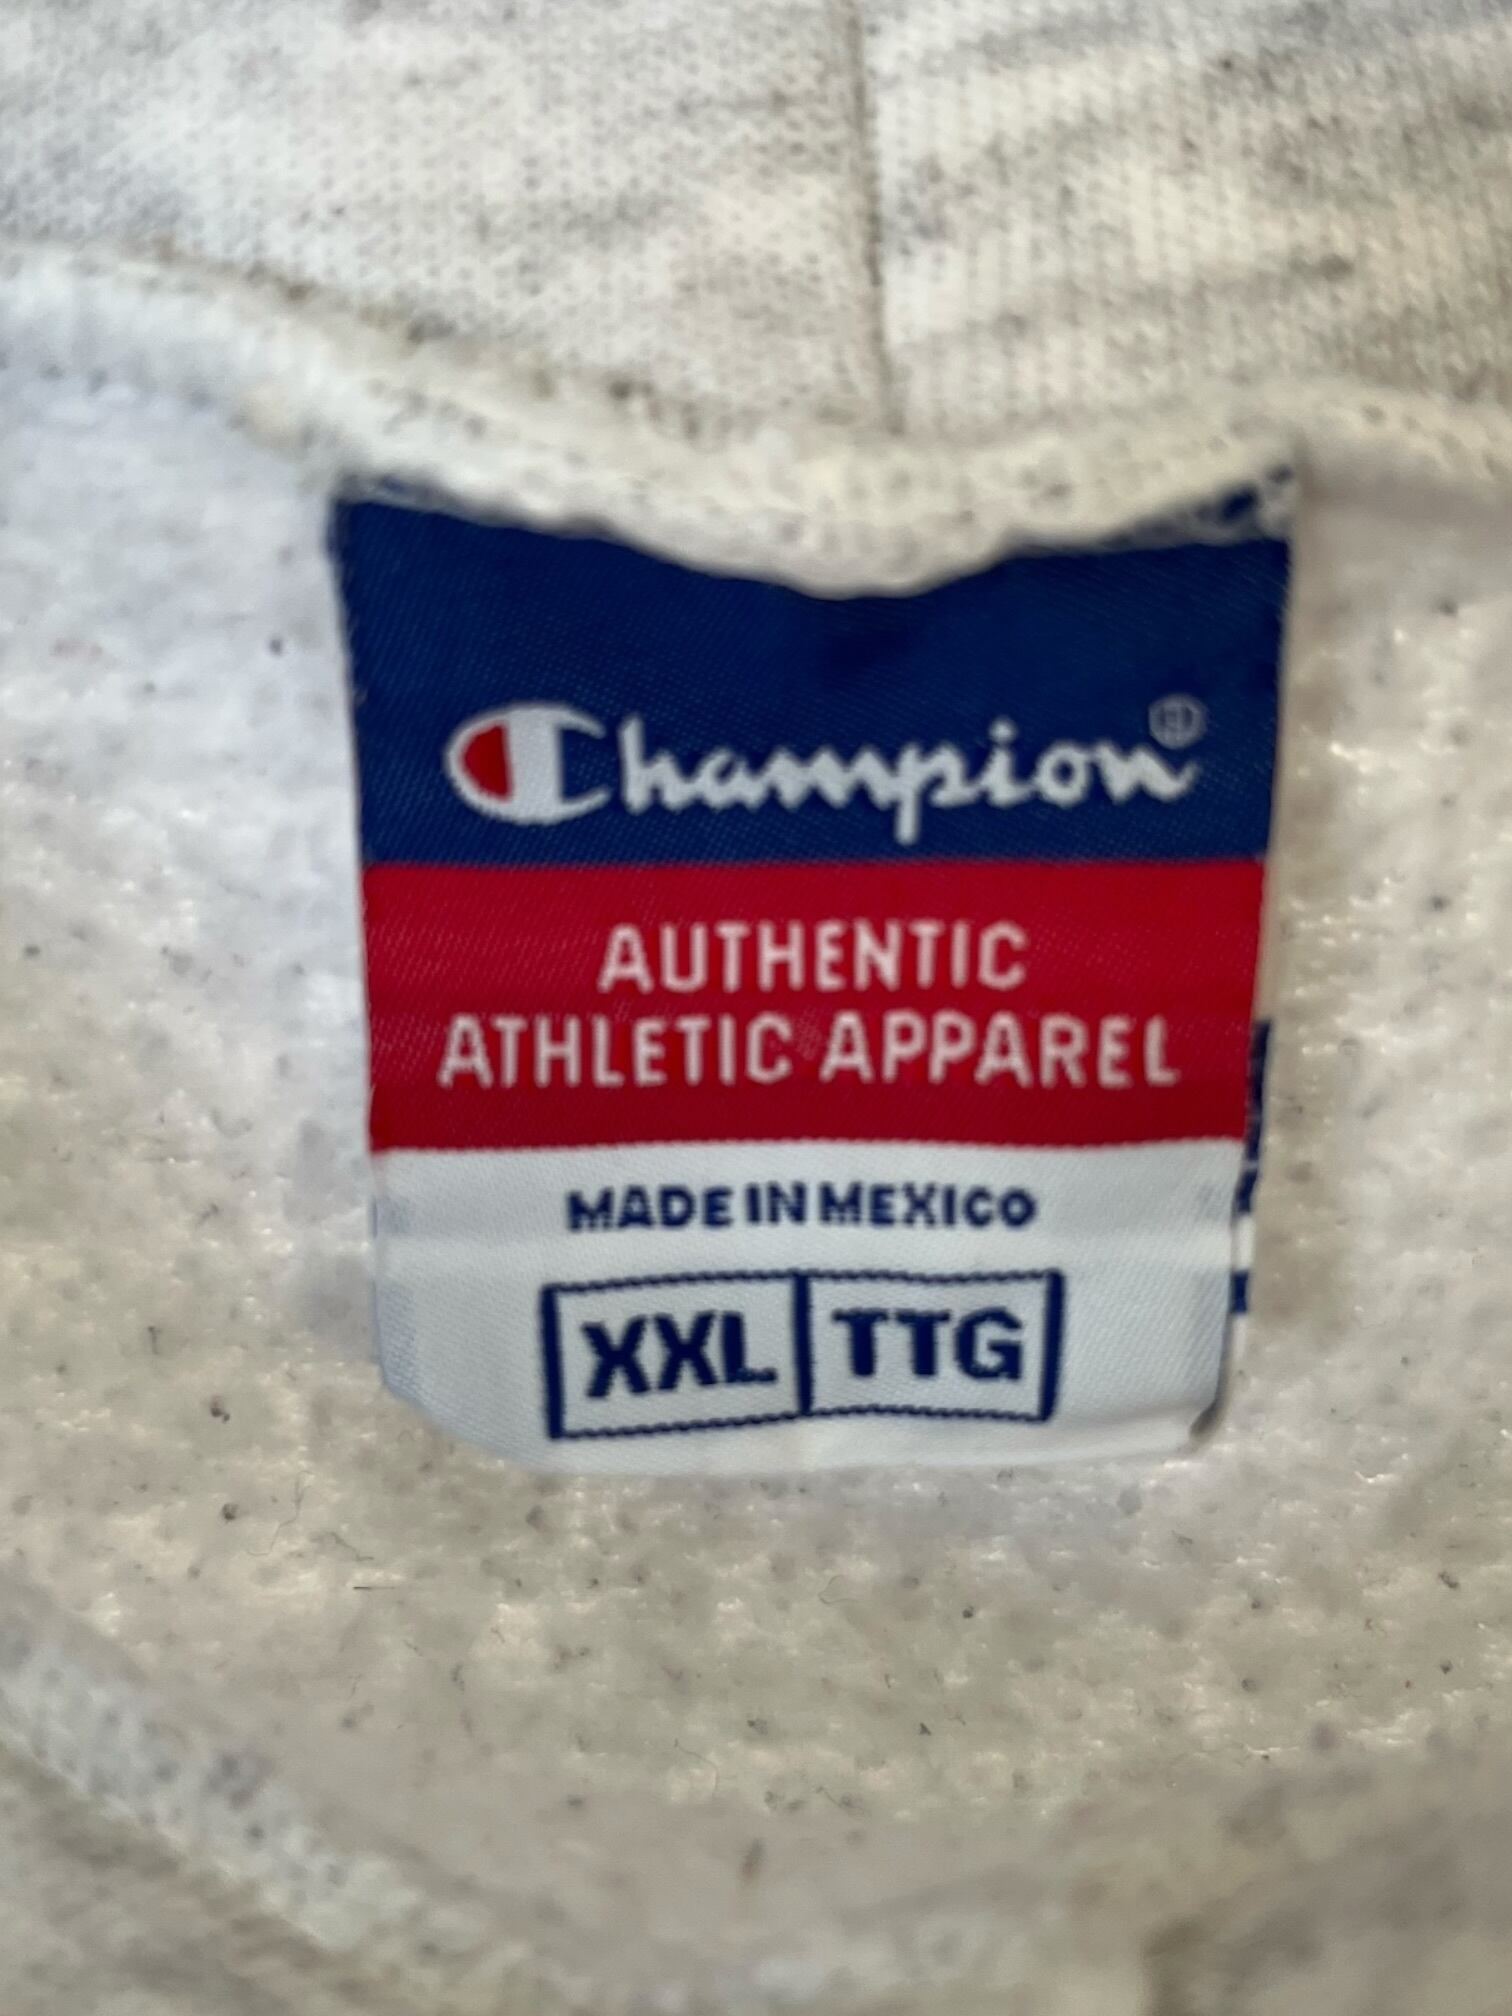 Champion®
AUTHENTIC
ATHLETIC APPAREL
MADE IN MEXICO
XXL TTG